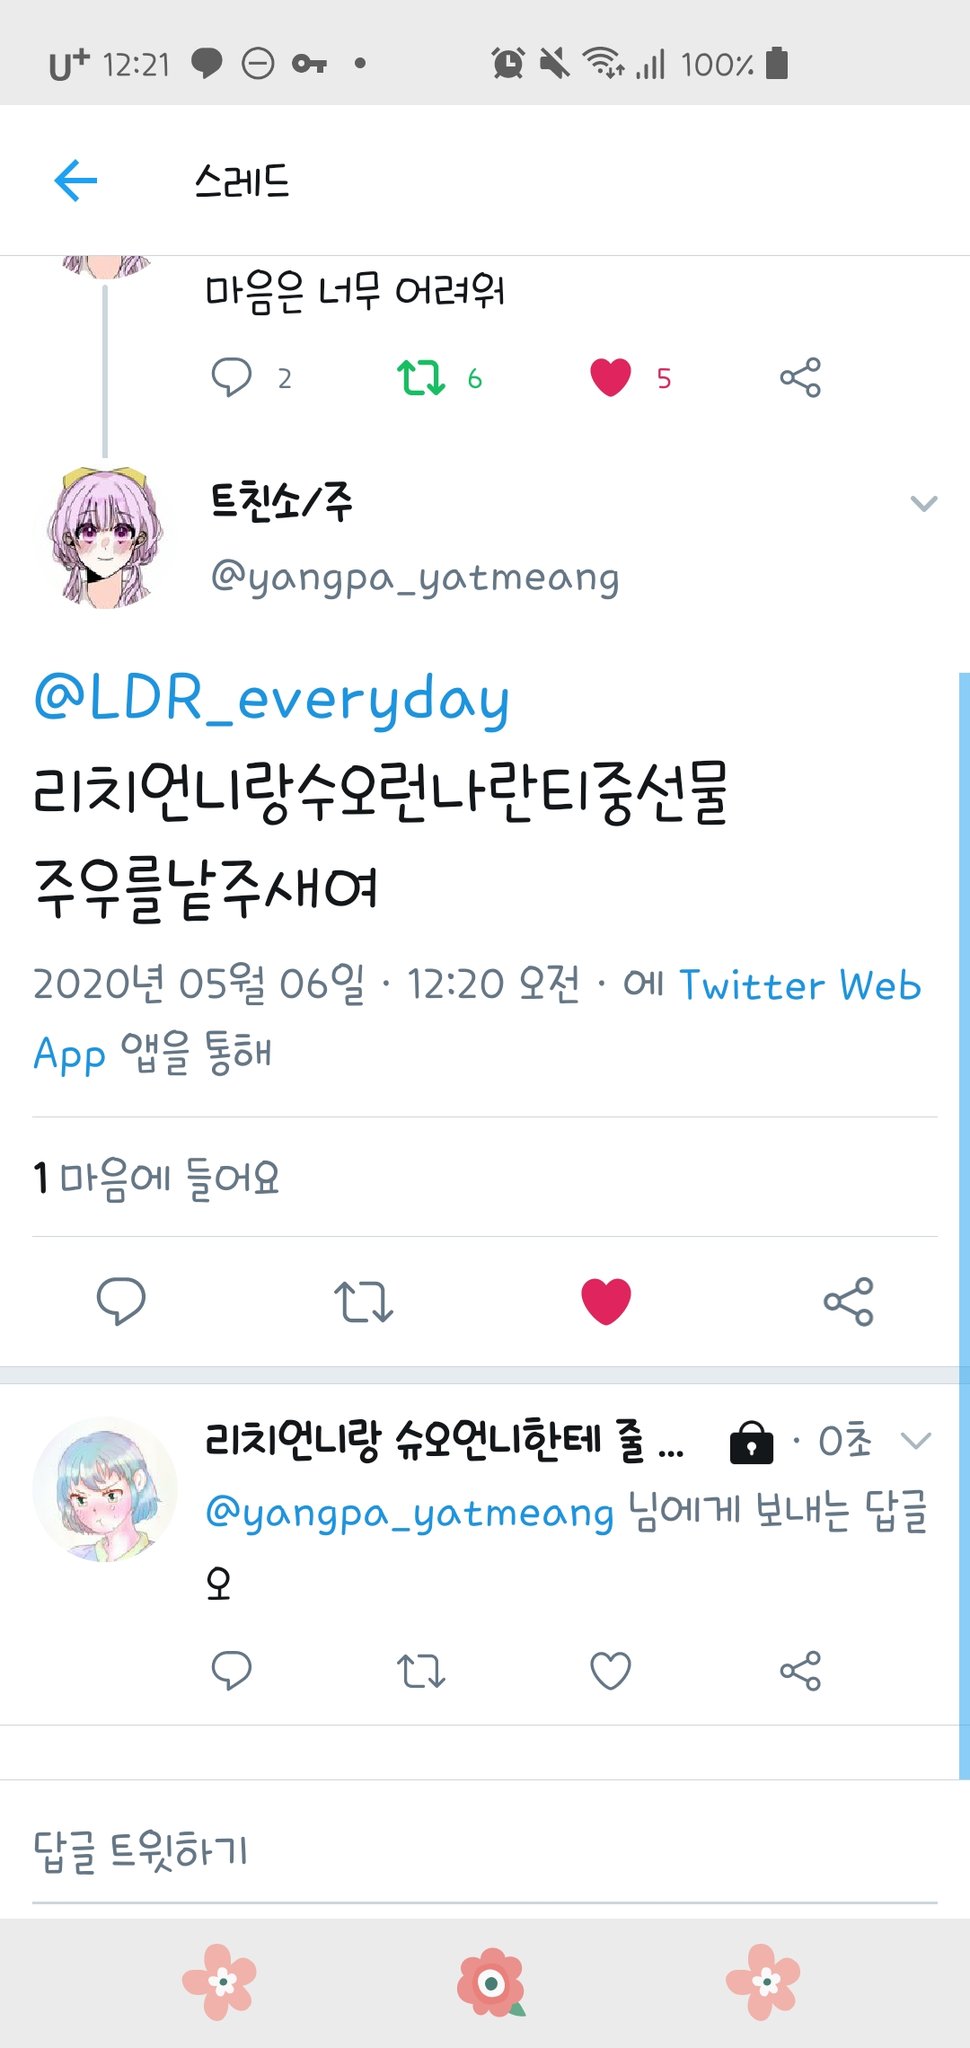 U+ 12:21 100%
스레드
마음은 너무 어려워
2 6 5
트친소/주
@yangpa_yatmeang
@LDR_everyday
리치언니랑수오런나란티중선물
주우를낱주새여
2020년 05월 06일 · 12:20 오전 · 에 Twitter Web
App 앱을 통해
1 마음에 들어요
리치언니랑 슈오언니한테 줄 ... · 0초
@yangpa_yatmeang 님에게 보내는 답글
오
답글 트윗하기